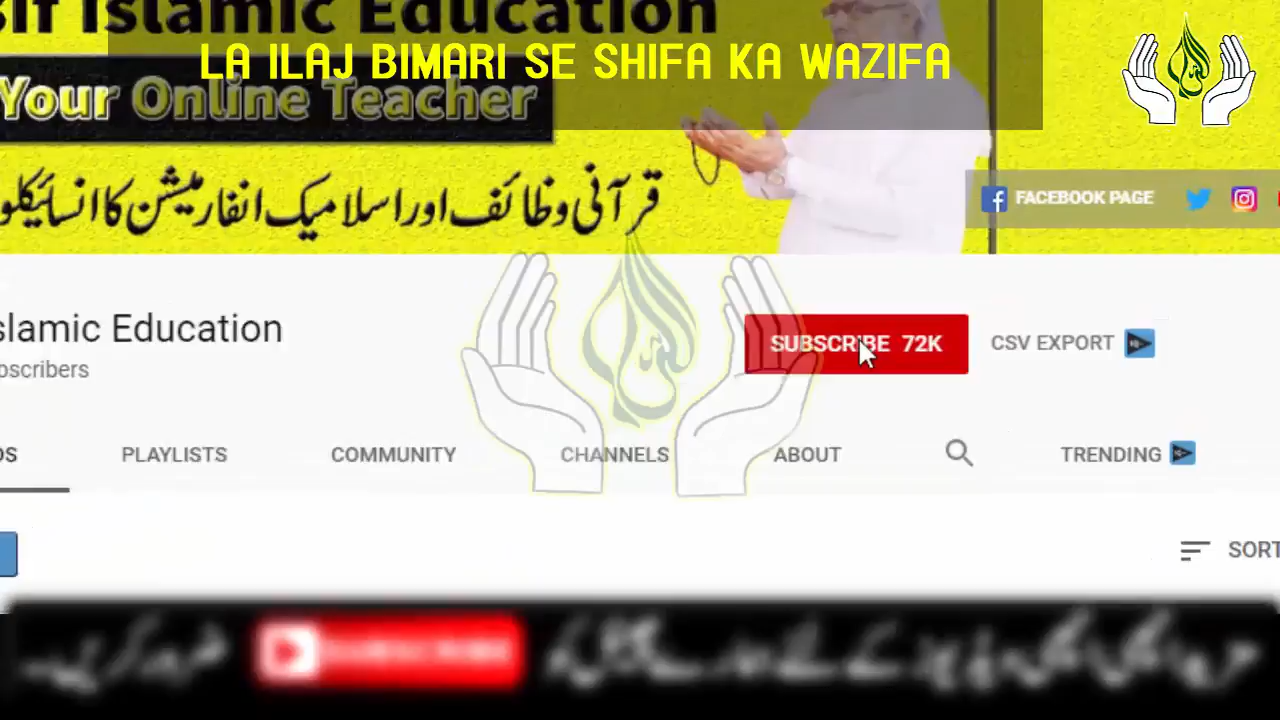 Islamic Education
LA ILAJ BIMARI SE SHIFA KA WAZIFA
Your Online Teacher
قرآنی وظائف اور اسلامیک انفارمیشن کا انسائیکلو
FACEBOOK PAGE
slamic Education
SUBSCRIBE 72K
CSV EXPORT
bscribers
OS
PLAYLISTS
COMMUNITY
CHANNELS
ABOUT
TRENDING
SORT